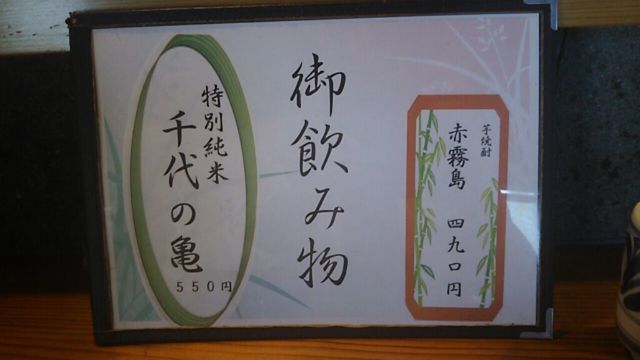 芋焼酎
赤霧島 四九〇円
御飲み物
特別純米
千代の亀
550円